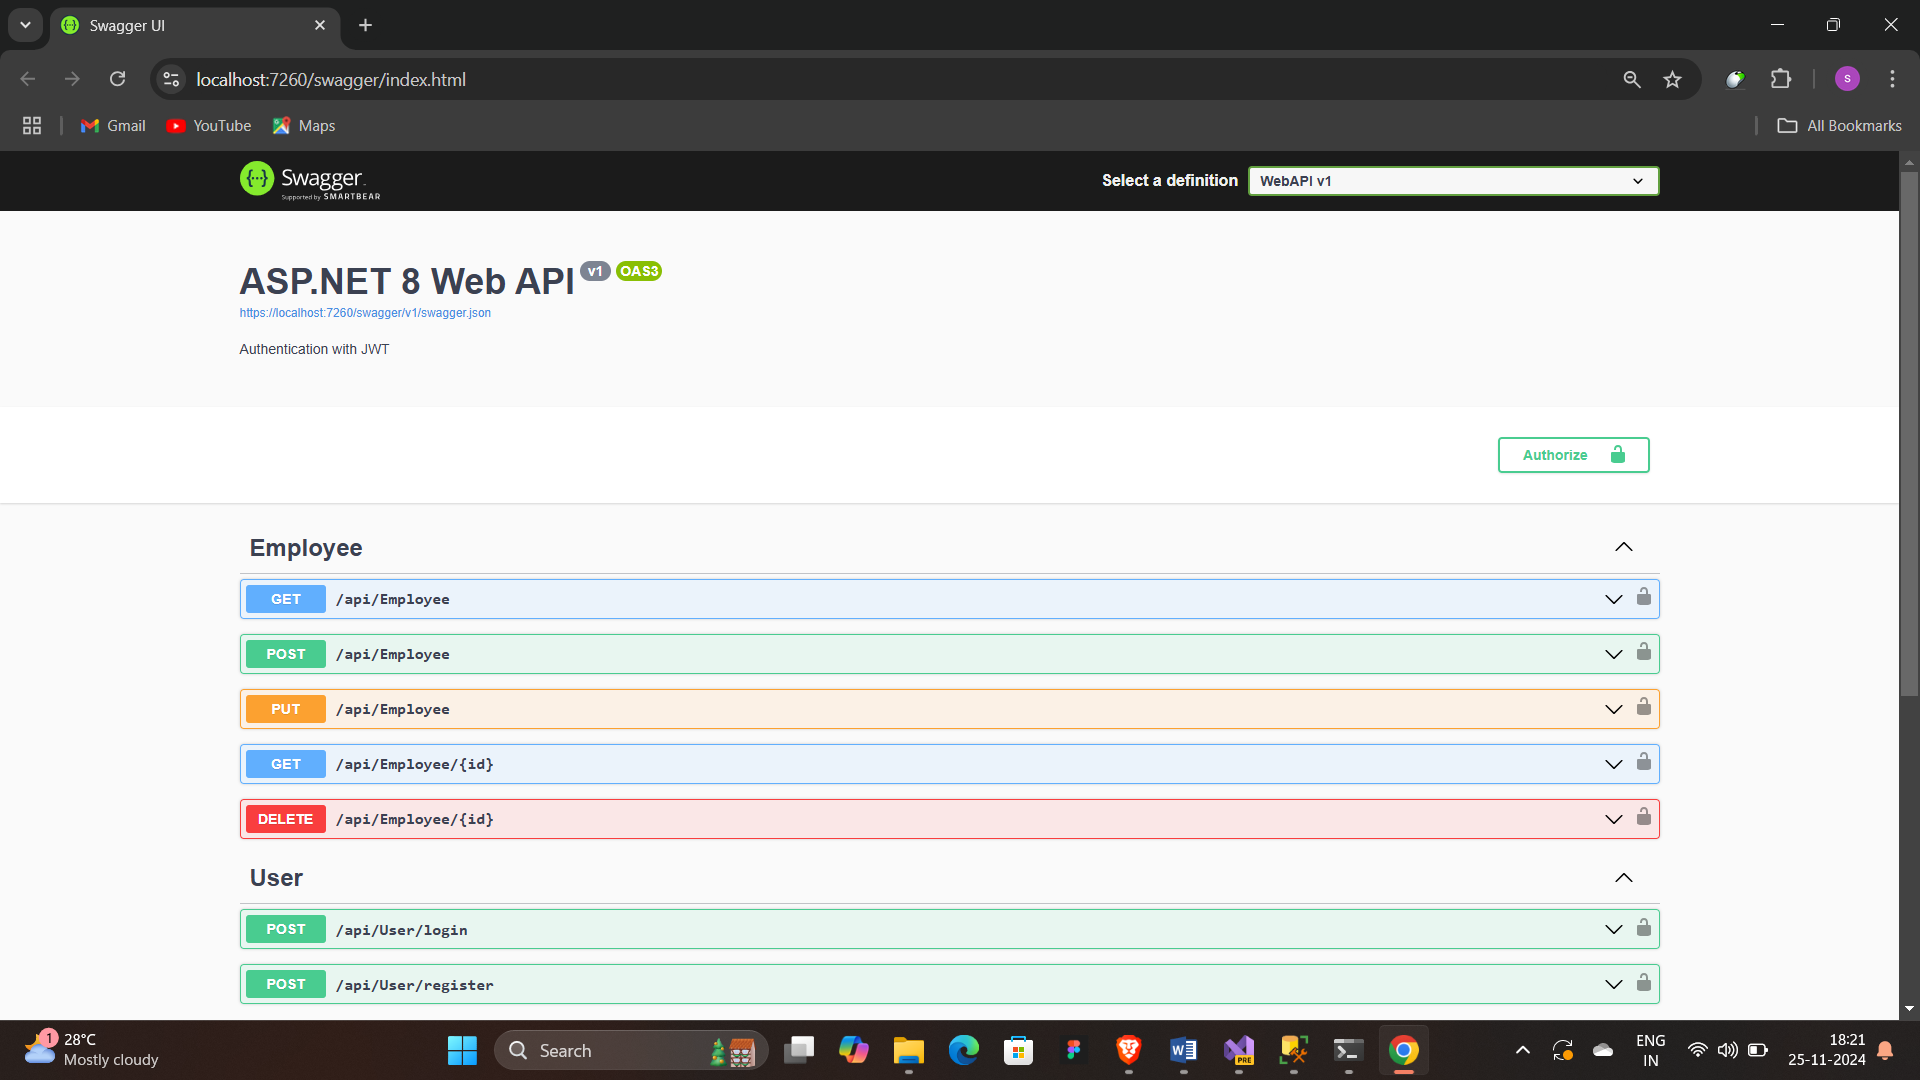 Swagger UI
localhost:7260/swagger/index.html
S
Gmail
YouTube
Maps
All Bookmarks
Swagger
Supported by SMARTBEAR
Select a definition
WebAPI v1
ASP.NET 8 Web API v1 OAS3
https://localhost:7260/swagger/v1/swagger.json
Authentication with JWT
Authorize
Employee
GET /api/Employee
POST /api/Employee
PUT /api/Employee
GET /api/Employee/{id}
DELETE /api/Employee/{id}
User
POST /api/User/login
POST /api/User/register
1
28°C
Mostly cloudy
Search
PRE
ENG
IN
18:21
25-11-2024